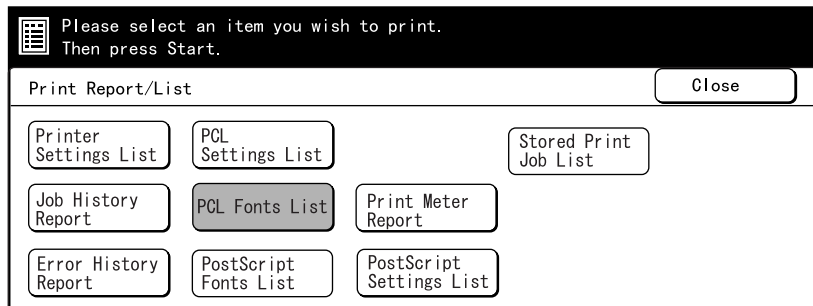 Please select an item you wish to print.
Then press Start.
Print Report/List
Close
Printer
Settings List
PCL
Settings List
Stored Print
Job List
Job History
Report
PCL Fonts List
Print Meter
Report
Error History
Report
PostScript
Fonts List
PostScript
Settings List